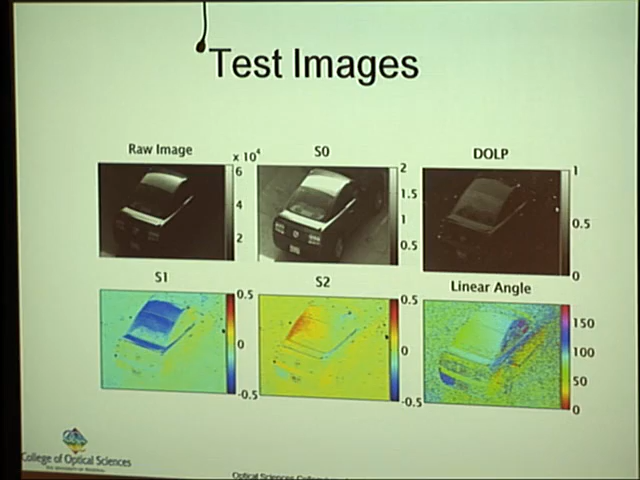 Test Images
Raw Image
S0
DOLP
x 10⁴
6
4
2
2
1.5
1
0.5
1
0.5
0
S1
S2
Linear Angle
0.5
0
-0.5
0.5
0
-0.5
150
100
50
0
College of Optical Sciences
Optical Sciences